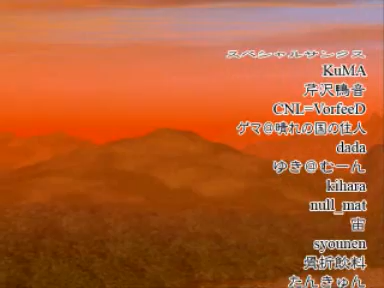 スペシャルサンクス
KuMA
芹沢鴨音
CNL=VorfeeD
ゲマ@晴れの国の住人
dada
ゆき@むーん
kihara
null_mat
宙
syounen
骨折飲料
たんきゅん